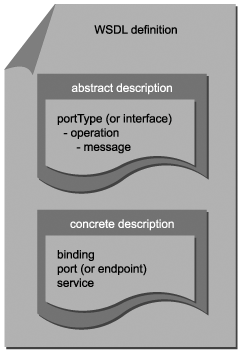 WSDL definition
abstract description
portType (or interface)
- operation
- message
concrete description
binding
port (or endpoint)
service